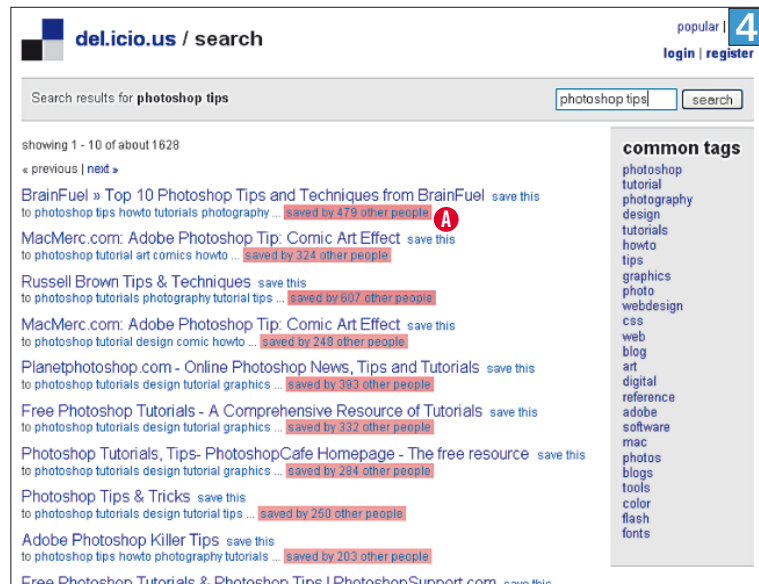 del.icio.us / search
popular |
4
login | register
Search results for photoshop tips
photoshop tips
search
showing 1 - 10 of about 1628
« previous | next »
BrainFuel » Top 10 Photoshop Tips and Techniques from BrainFuel save this
to photoshop tips howto tutorials photography ... saved by 479 other people
A
MacMerc.com: Adobe Photoshop Tip: Comic Art Effect save this
to photoshop tutorial art comics howto ... saved by 324 other people
Russell Brown Tips & Techniques save this
to photoshop tutorials photography tutorial tips ... saved by 607 other people
MacMerc.com: Adobe Photoshop Tip: Comic Art Effect save this
to photoshop tutorial design comic howto ... saved by 248 other people
Planetphotoshop.com - Online Photoshop News, Tips and Tutorials save this
to photoshop tutorials design tutorial graphics ... saved by 393 other people
Free Photoshop Tutorials - A Comprehensive Resource of Tutorials save this
to photoshop tutorials design tutorial graphics ... saved by 332 other people
Photoshop Tutorials, Tips- PhotoshopCafe Homepage - The free resource save this
to photoshop tutorials design tutorial graphics ... saved by 284 other people
Photoshop Tips & Tricks save this
to photoshop tutorials design tutorial tips ... saved by 250 other people
Adobe Photoshop Killer Tips save this
to photoshop tips howto photography tutorials ... saved by 203 other people
Free Photoshop Tutorials & Photoshop Tips | PhotoshopSupport.com save this
common tags
photoshop
tutorial
photography
design
tutorials
howto
tips
graphics
photo
webdesign
css
web
blog
art
digital
reference
adobe
software
mac
photos
blogs
tools
color
flash
fonts